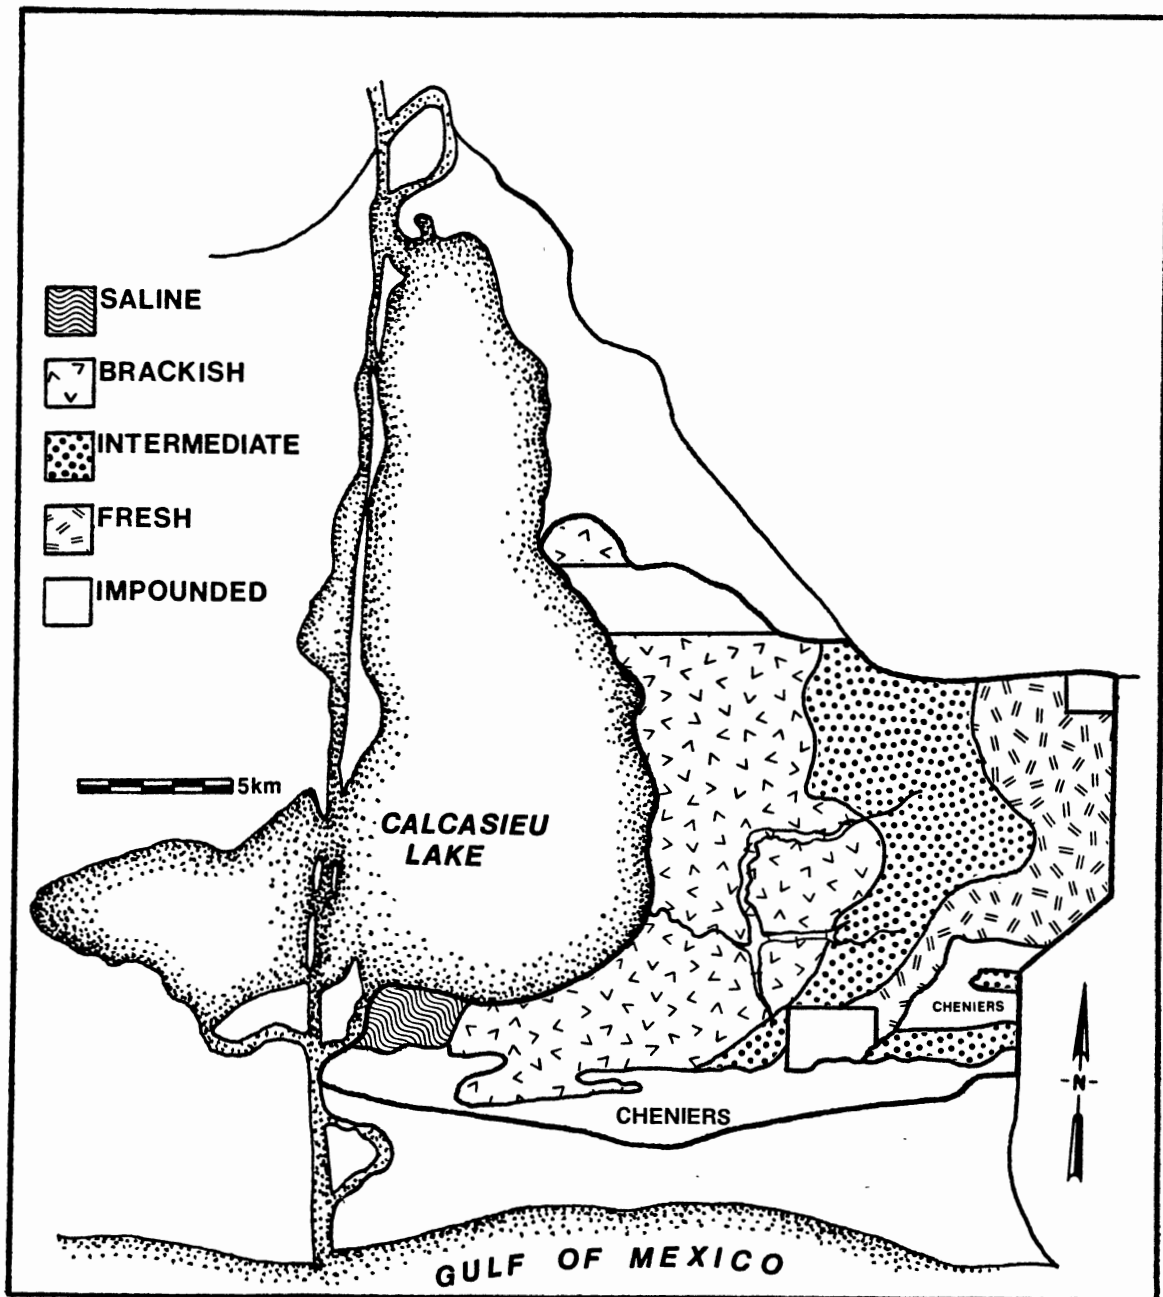 SALINE
BRACKISH
INTERMEDIATE
FRESH
IMPOUNDED
5km
CALCASIEU
LAKE
CHENIERS
-N-
CHENIERS
GULF OF MEXICO